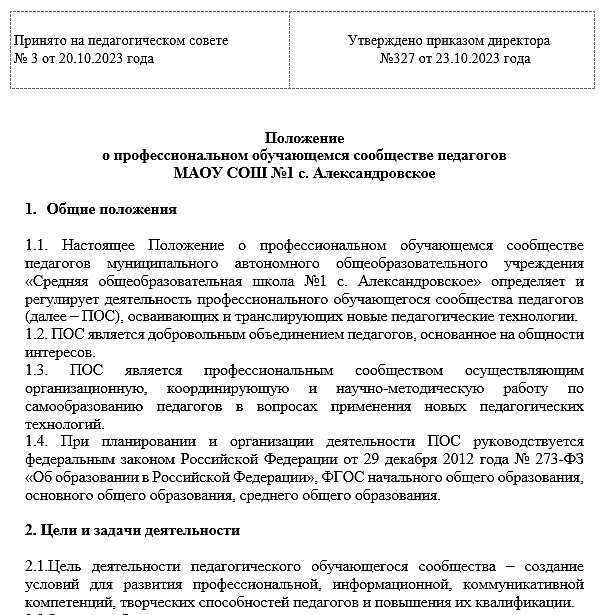 Принято на педагогическом совете
№ 3 от 20.10.2023 года
Утверждено приказом директора
№327 от 23.10.2023 года
Положение
о профессиональном обучающемся сообществе педагогов
МАОУ СОШ №1 с. Александровское
1. Общие положения
1.1. Настоящее Положение о профессиональном обучающемся сообществе
педагогов муниципального автономного общеобразовательного учреждения
«Средняя общеобразовательная школа №1 с. Александровское» определяет и
регулирует деятельность профессионального обучающегося сообщества педагогов
(далее – ПОС), осваивающих и транслирующих новые педагогические технологии.
1.2. ПОС является добровольным объединением педагогов, основанное на общности
интересов.
1.3. ПОС является профессиональным сообществом осуществляющим
организационную, координирующую и научно-методическую работу по
самообразованию педагогов в вопросах применения новых педагогических
технологий.
1.4. При планировании и организации деятельности ПОС руководствуется
федеральным законом Российской Федерации от 29 декабря 2012 года № 273-ФЗ
«Об образовании в Российской Федерации», ФГОС начального общего образования,
основного общего образования, среднего общего образования.
2. Цели и задачи деятельности
2.1.Цель деятельности педагогического обучающегося сообщества – создание
условий для развития профессиональной, информационной, коммуникативной
компетенций, творческих способностей педагогов и повышения их квалификации.